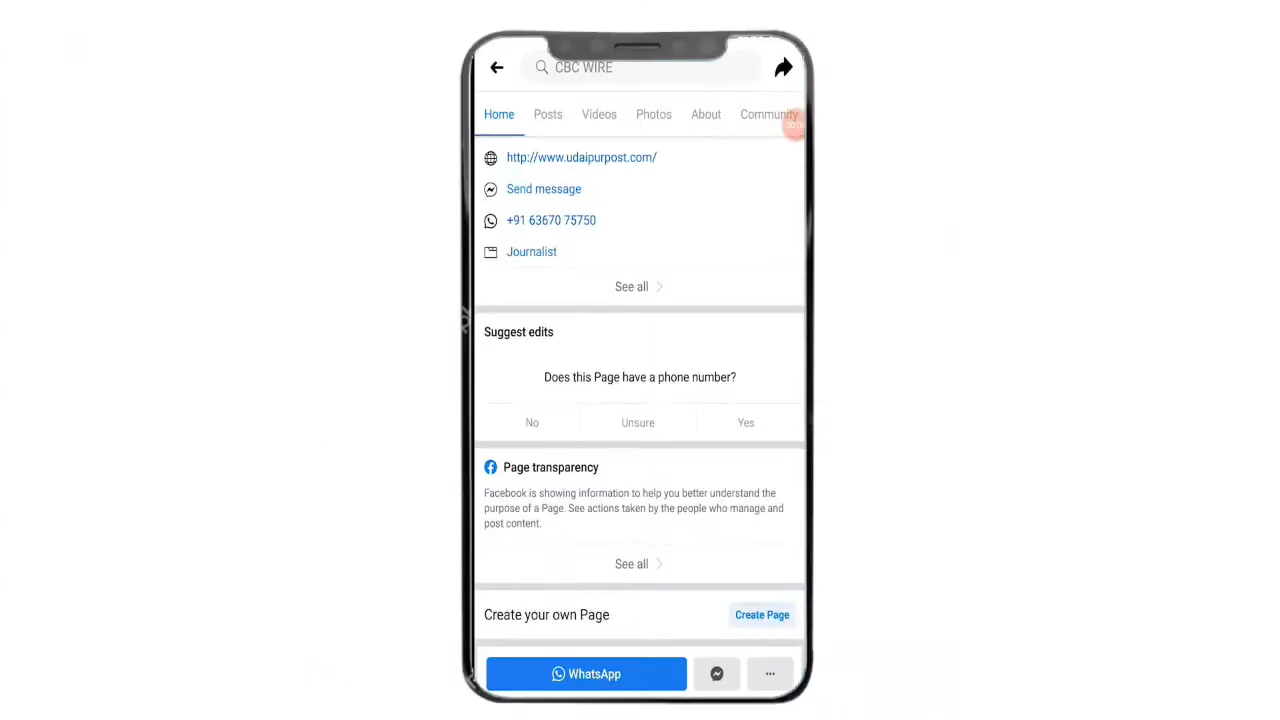 CBC WIRE
Home Posts Videos Photos About Community
http://www.udaipurpost.com/
Send message
+91 63670 75750
Journalist
See all
Suggest edits
Does this Page have a phone number?
No Unsure Yes
Page transparency
Facebook is showing information to help you better understand the
purpose of a Page. See actions taken by the people who manage and
post content.
See all
Create your own Page Create Page
WhatsApp